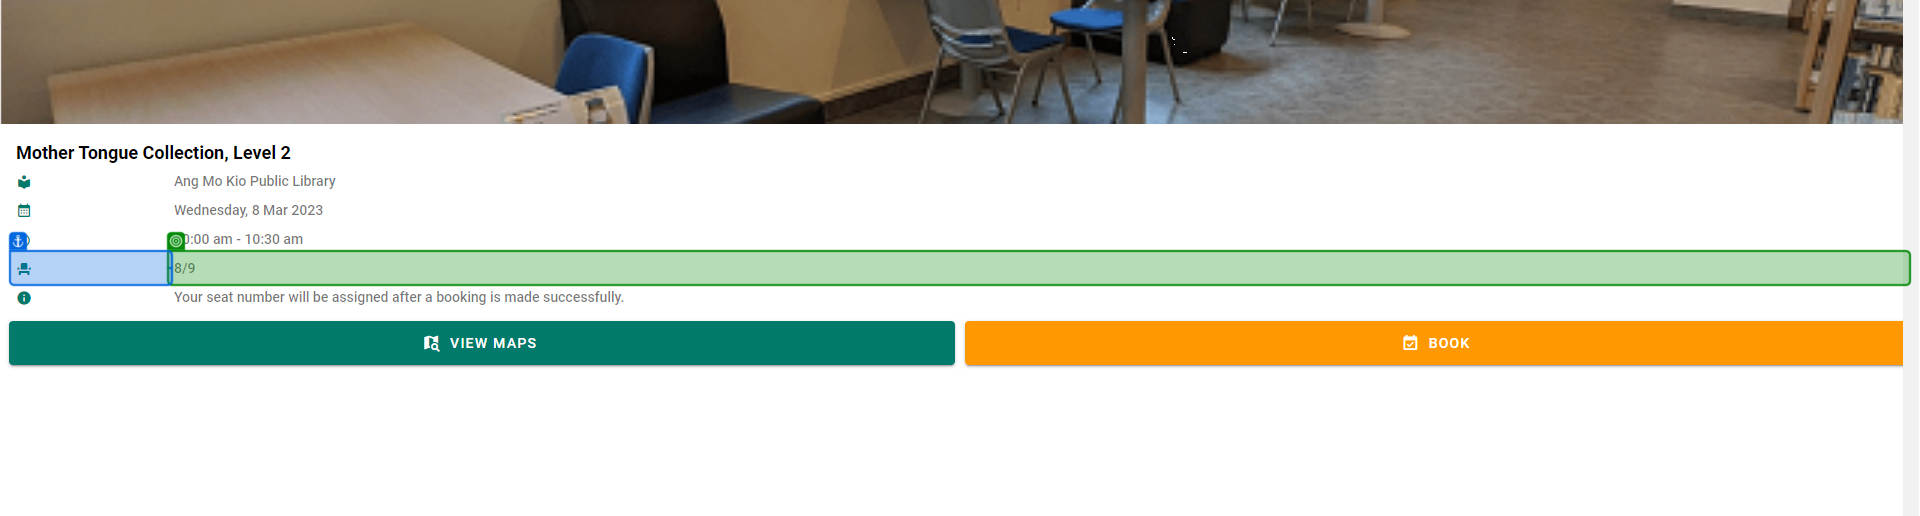 Mother Tongue Collection, Level 2
Ang Mo Kio Public Library
Wednesday, 8 Mar 2023
0:00 am - 10:30 am
8/9
Your seat number will be assigned after a booking is made successfully.
VIEW MAPS
BOOK